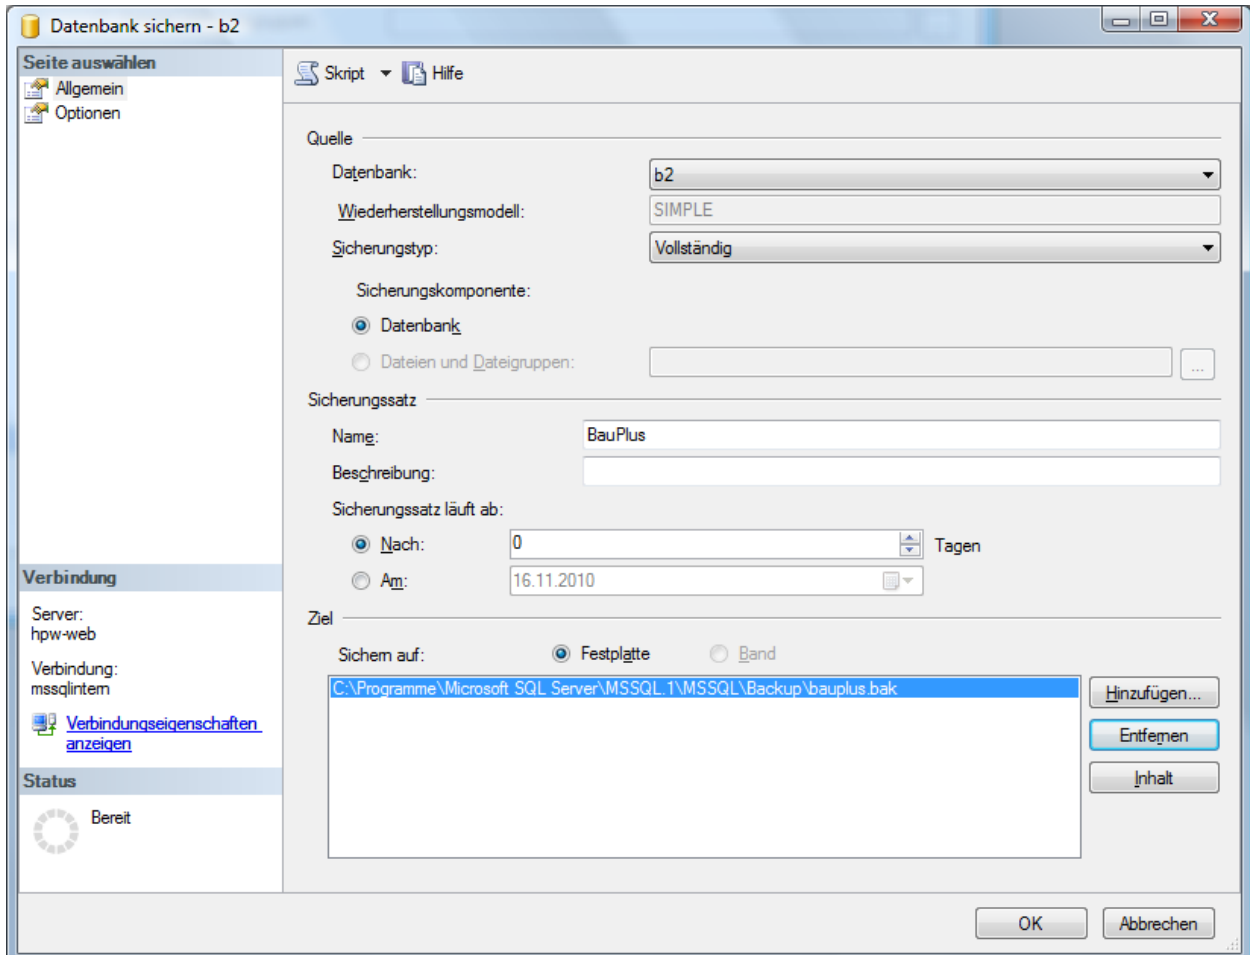 Datenbank sichern - b2
Seite auswählen
Allgemein
Optionen
Skript
Hilfe
Quelle
Datenbank:
b2
Wiederherstellungsmodell:
SIMPLE
Sicherungstyp:
Vollständig
Sicherungskomponente:
Datenbank
Dateien und Dateigruppen:
...
Sicherungssatz
Name:
BauPlus
Beschreibung:
Sicherungssatz läuft ab:
Nach:
0
Tagen
Am:
16.11.2010
Ziel
Sichern auf:
Festplatte
Band
C:\Programme\Microsoft SQL Server\MSSQL.1\MSSQL\Backup\bauplus.bak
Hinzufügen...
Entfernen
Inhalt
Verbindung
Server:
hpw-web
Verbindung:
mssqlintern
Verbindungseigenschaften
anzeigen
Status
Bereit
OK
Abbrechen